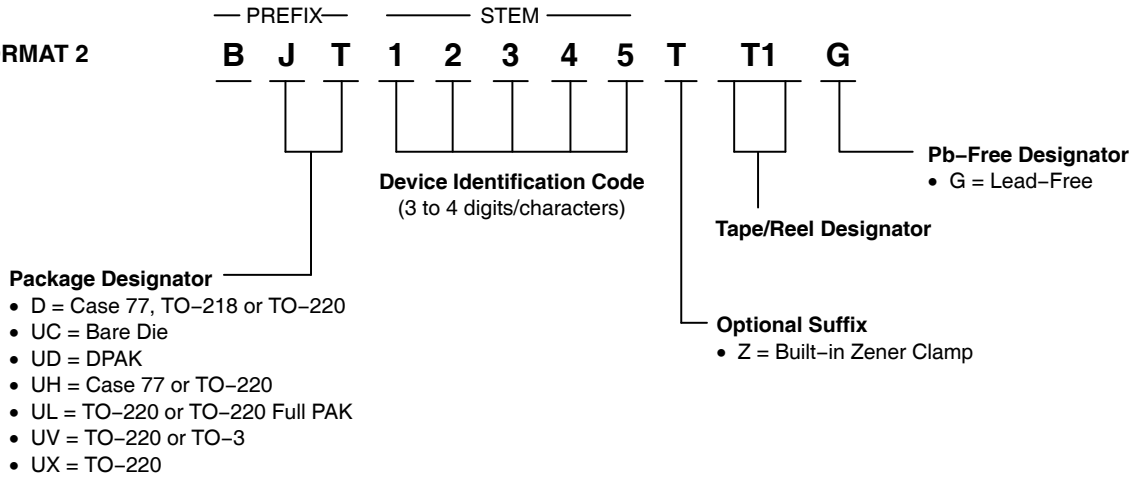 PREFIX STEM
RMAT 2 B J T 1 2 3 4 5 T T1 G
Pb−Free Designator
• G = Lead−Free
Device Identification Code
(3 to 4 digits/characters)
Tape/Reel Designator
Package Designator
• D = Case 77, TO−218 or TO−220
• UC = Bare Die
• UD = DPAK
• UH = Case 77 or TO−220
• UL = TO−220 or TO−220 Full PAK
• UV = TO−220 or TO−3
• UX = TO−220
Optional Suffix
• Z = Built−in Zener Clamp